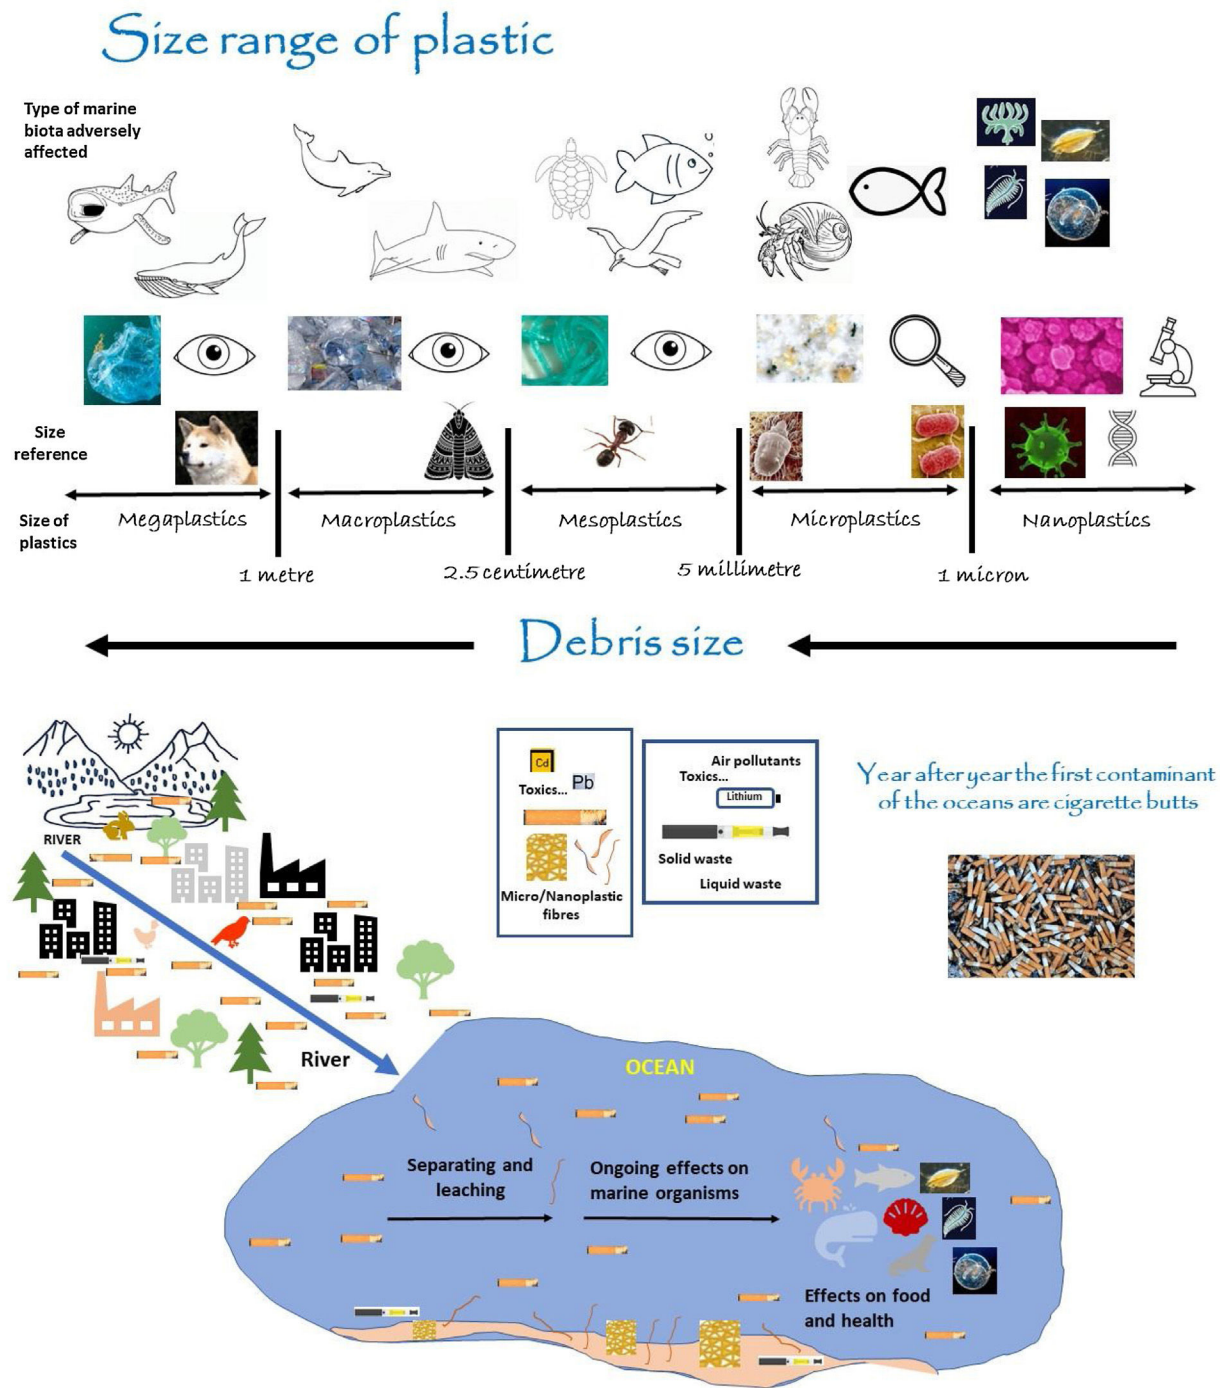 Size range of plastic
Type of marine
biota adversely
affected
Size
reference
Size of
plastics
Megaplastics
Macroplastics
Mesoplastics
Microplastics
Nanoplastics
1 metre
2.5 centimetre
5 millimetre
1 micron
Debris size
RIVER
River
Cd
Toxics...
Pb
Micro/Nanoplastic
fibres
Air pollutants
Toxics...
Lithium
Solid waste
Liquid waste
Year after year the first contaminant
of the oceans are cigarette butts
OCEAN
Separating and
leaching
Ongoing effects on
marine organisms
Effects on food
and health